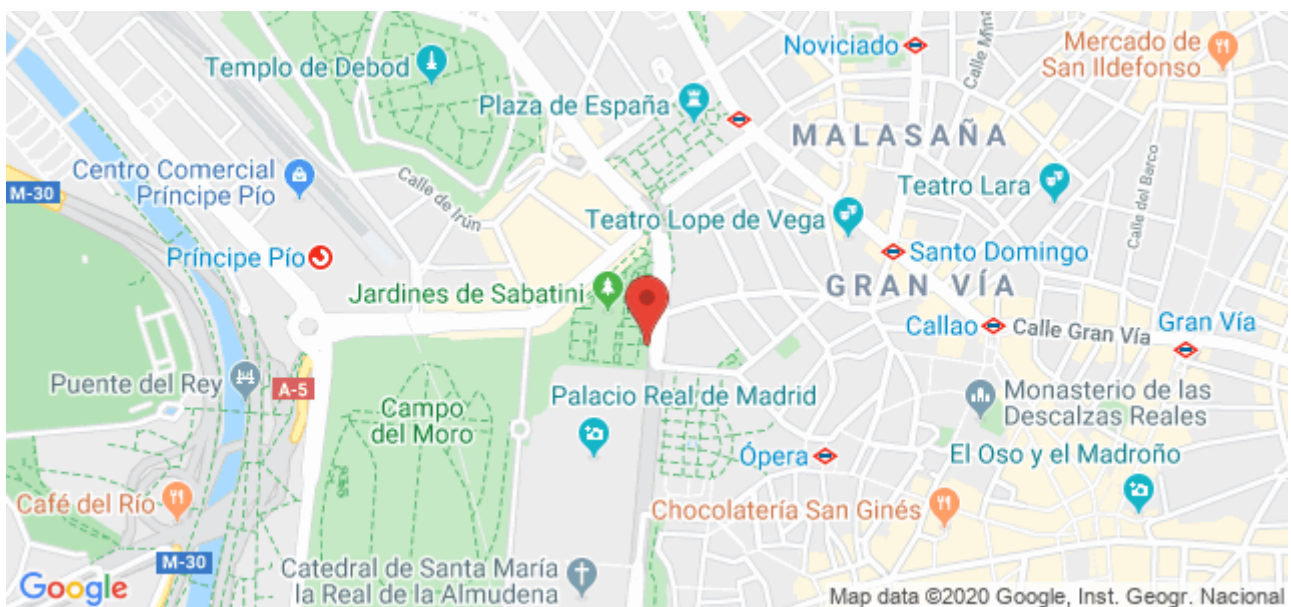 Noviciado
Calle Mina
Mercado de
San Ildefonso
Templo de Debod
Plaza de España
MALASAÑA
Centro Comercial
Príncipe Pío
M-30
Calle de Irún
Teatro Lara
Calle del Barco
Teatro Lope de Vega
Príncipe Pío
Santo Domingo
Jardines de Sabatini
GRAN VÍA
Callao
Calle Gran Vía
Gran Vía
Puente del Rey
A-5
Campo
del Moro
Palacio Real de Madrid
Monasterio de las
Descalzas Reales
Ópera
El Oso y el Madroño
Café del Río
Chocolatería San Ginés
M-30
Catedral de Santa María
la Real de la Almudena
Google
Map data ©2020 Google, Inst. Geogr. Nacional